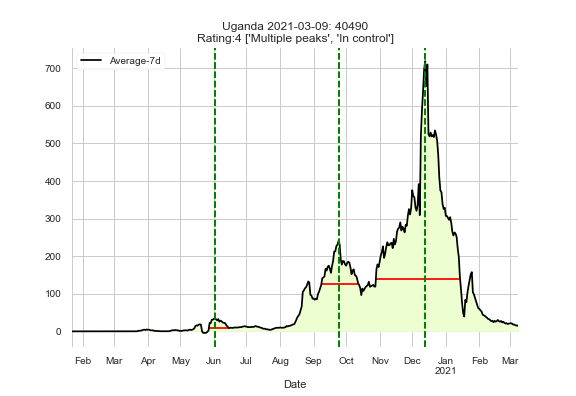 Uganda 2021-03-09: 40490
Rating:4 ['Multiple peaks', 'In control']
Average-7d
700
600
500
400
300
200
100
0
Feb Mar Apr May Jun Jul Aug Sep Oct Nov Dec Jan Feb Mar
2021
Date